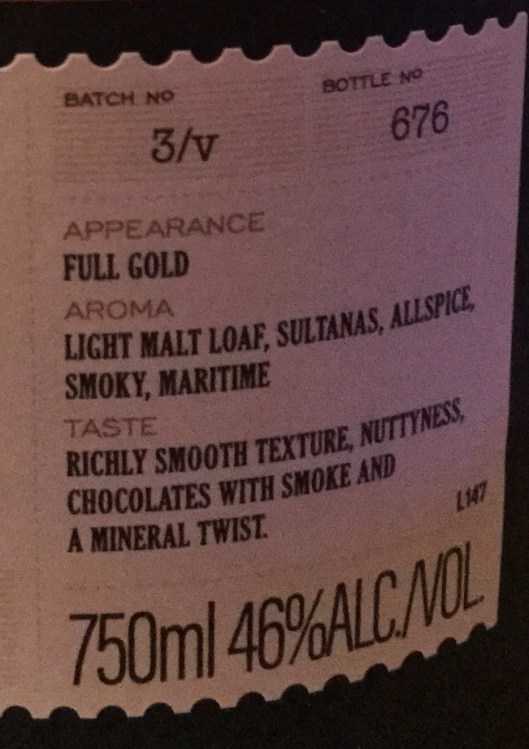 BATCH NO
3/v
BOTTLE NO
676
APPEARANCE
FULL GOLD
AROMA
LIGHT MALT LOAF, SULTANAS, ALLSPICE,
SMOKY, MARITIME
TASTE
RICHLY SMOOTH TEXTURE, NUTTYNESS,
CHOCOLATES WITH SMOKE AND
A MINERAL TWIST.
L147
750ml 46%ALC./VOL.